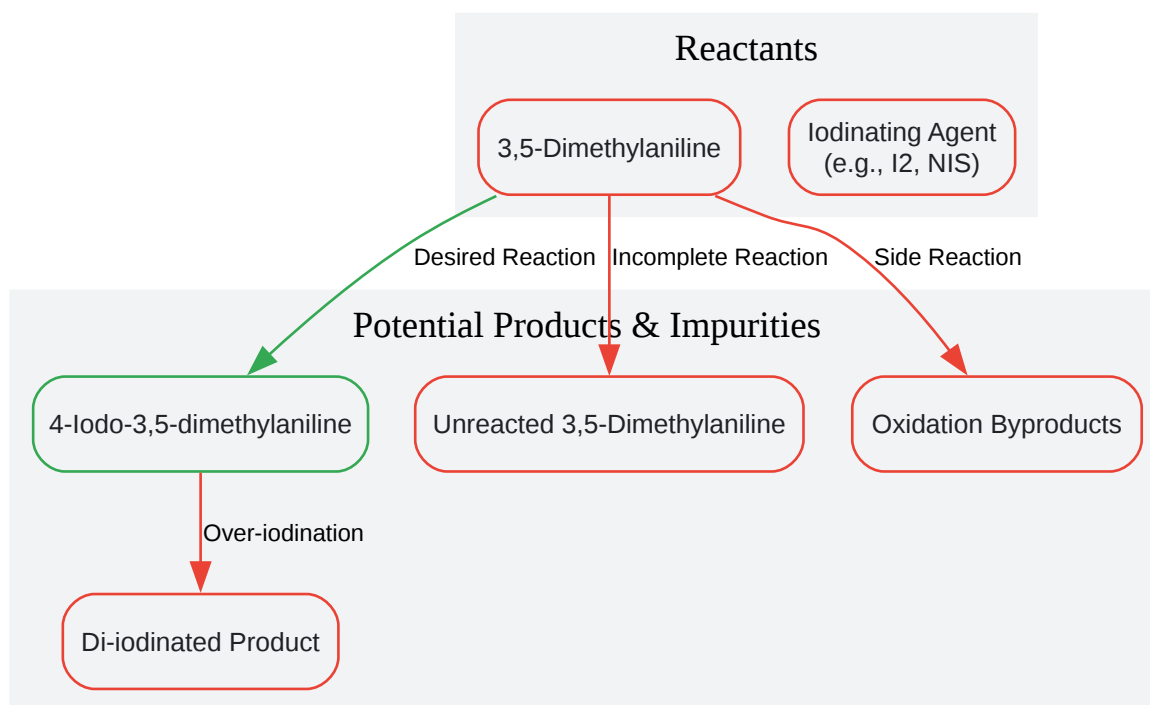 Reactants
3,5-Dimethylaniline
Iodinating Agent
(e.g., I2, NIS)
Desired Reaction
Incomplete Reaction
Side Reaction
Potential Products & Impurities
4-Iodo-3,5-dimethylaniline
Unreacted 3,5-Dimethylaniline
Oxidation Byproducts
Over-iodination
Di-iodinated Product